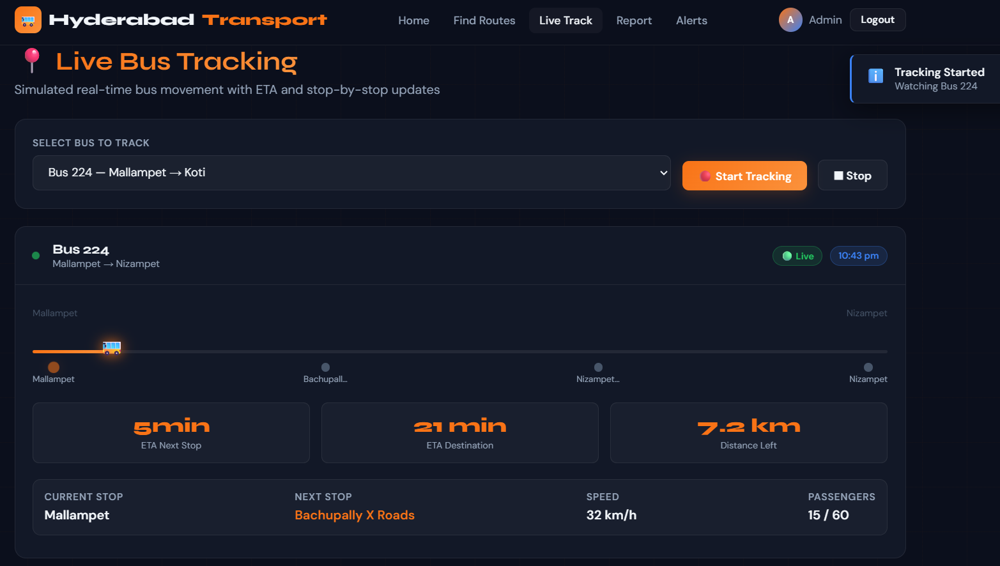 Hyderabad Transport
Home Find Routes Live Track Report Alerts
A Admin Logout
Live Bus Tracking
Simulated real-time bus movement with ETA and stop-by-stop updates
Tracking Started
Watching Bus 224
SELECT BUS TO TRACK
Bus 224 — Mallampet → Koti
Start Tracking
Stop
Bus 224
Mallampet → Nizampet
Live
10:43 pm
Mallampet Nizampet
Mallampet Bachupall... Nizampet... Nizampet
5min
ETA Next Stop
21 min
ETA Destination
7.2 km
Distance Left
CURRENT STOP
Mallampet
NEXT STOP
Bachupally X Roads
SPEED
32 km/h
PASSENGERS
15 / 60